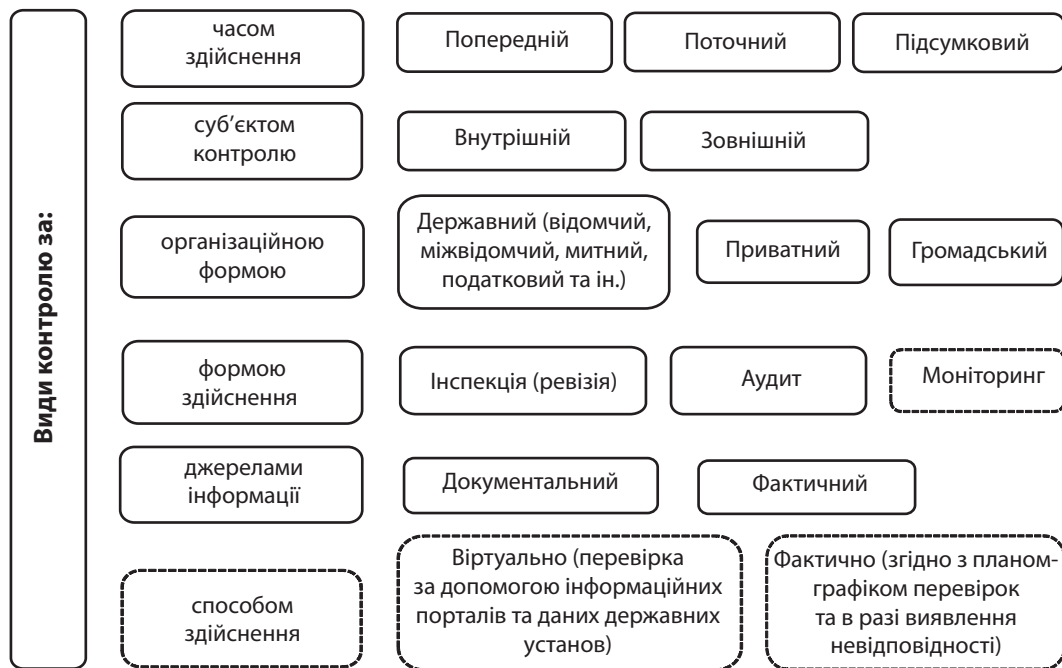 Види контролю за:
часом
здійснення
Попередній
Поточний
Підсумковий
суб’єктом
контролю
Внутрішній
Зовнішній
організаційною
формою
Державний (відомчий,
міжвідомчий, митний,
податковий та ін.)
Приватний
Громадський
формою
здійснення
Інспекція (ревізія)
Аудит
Моніторинг
джерелами
інформації
Документальний
Фактичний
способом
здійснення
Віртуально (перевірка
за допомогою інформаційних
порталів та даних державних
установ)
Фактично (згідно з планом-
графіком перевірок
та в разі виявлення
невідповідності)